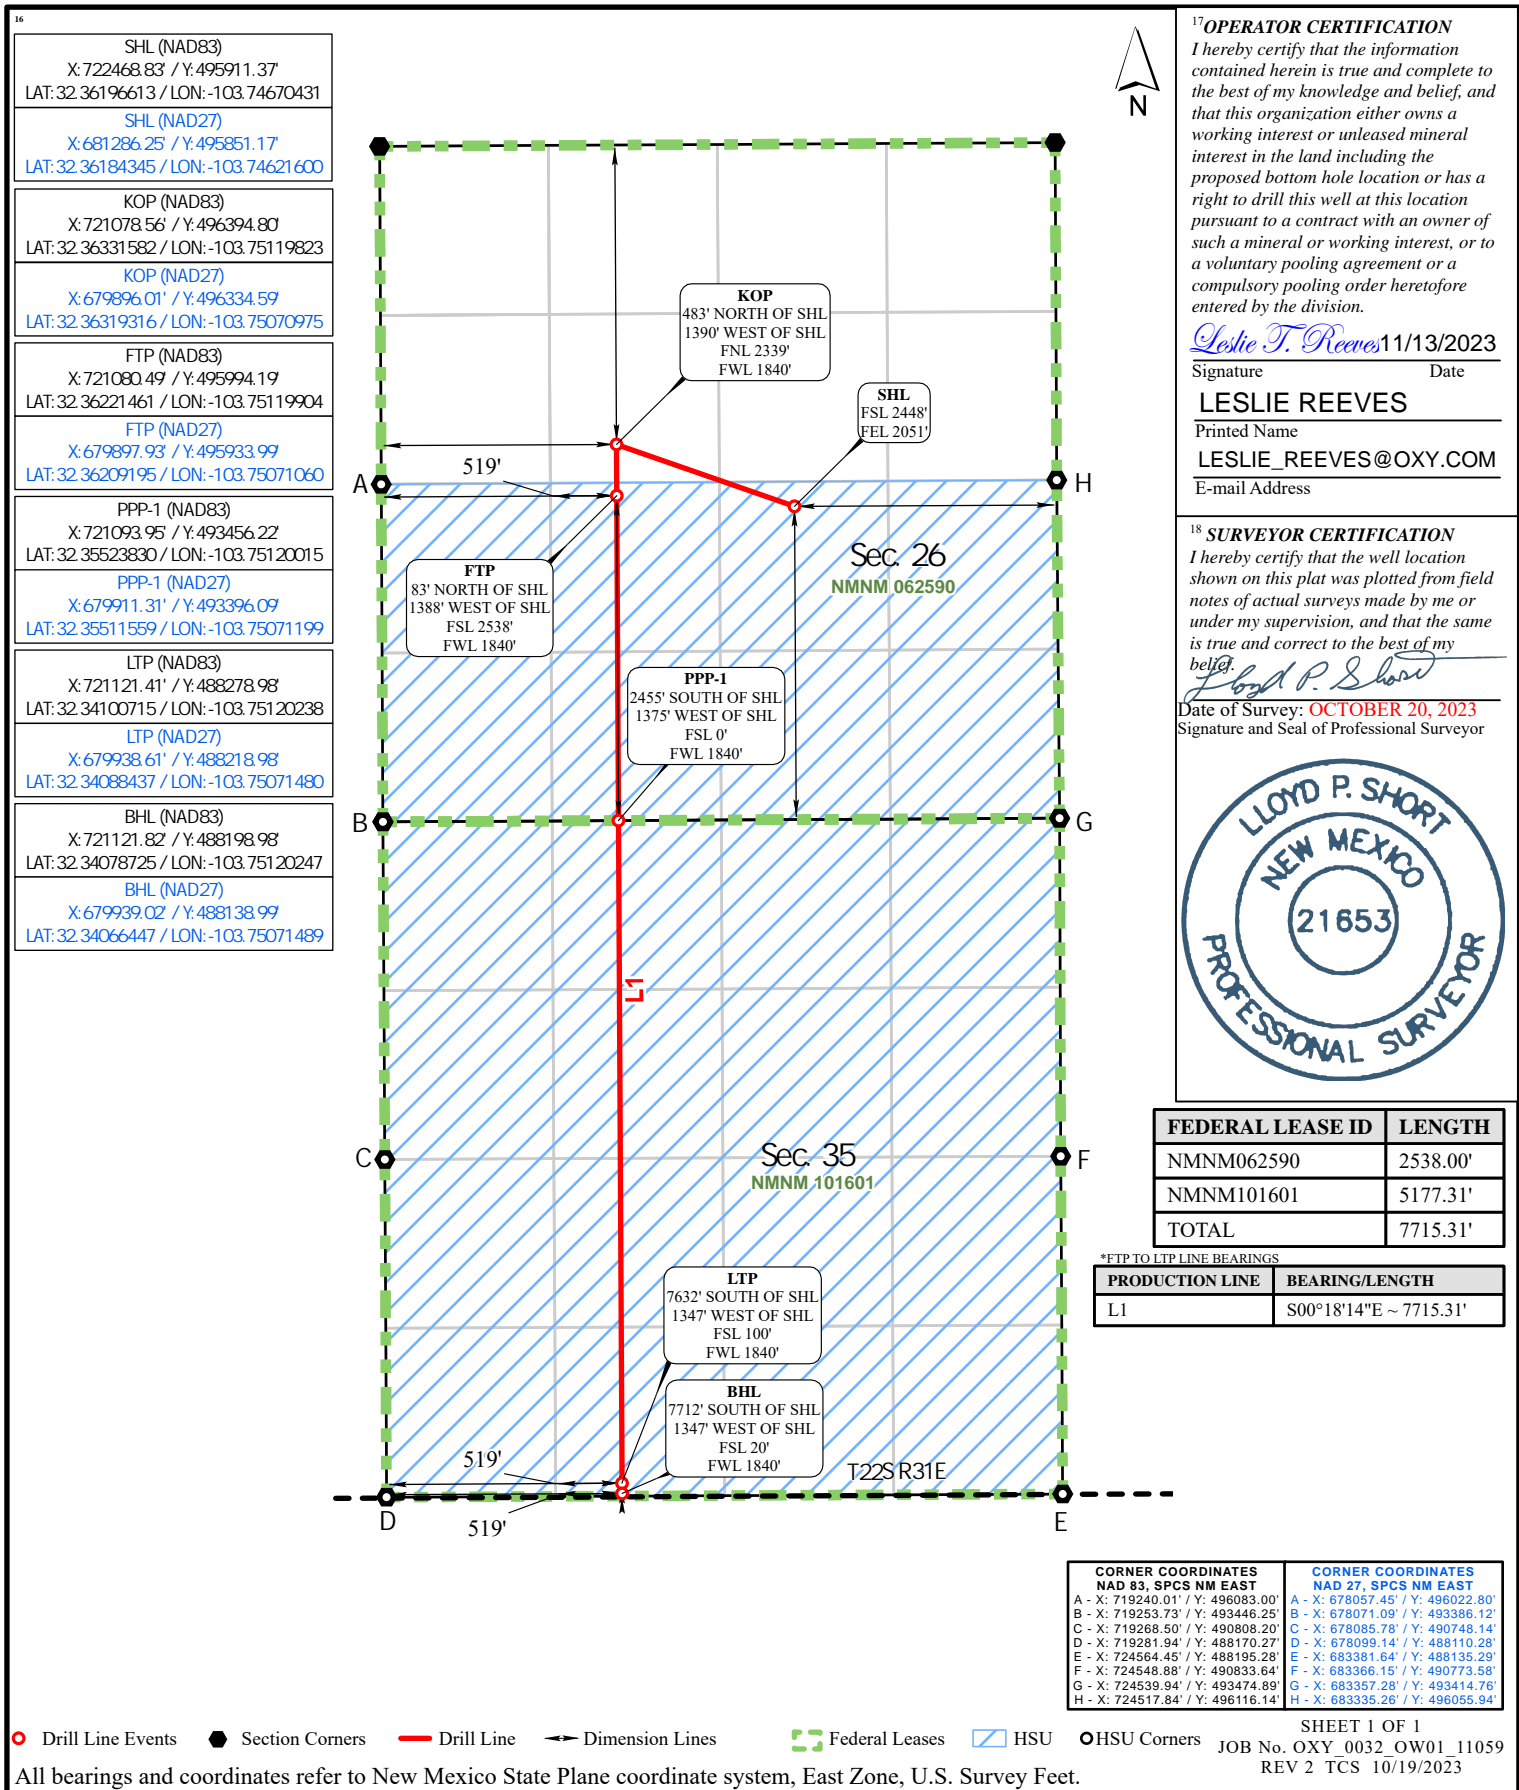 16
SHL (NAD83)
X:722468.83' / Y:495911.37'
LAT:32.36196613 / LON:-103.74670431
SHL (NAD27)
X:681286.25' / Y:495851.17'
LAT:32.36184345 / LON:-103.74621600
KOP (NAD83)
X:721078.56' / Y:496394.80'
LAT:32.36331582 / LON:-103.75119823
KOP (NAD27)
X:679896.01' / Y:496334.59'
LAT:32.36319316 / LON:-103.75070975
FTP (NAD83)
X:721080.49' / Y:495994.19'
LAT:32.36221461 / LON:-103.75119904
FTP (NAD27)
X:679897.93' / Y:495933.99'
LAT:32.36209195 / LON:-103.75071060
PPP-1 (NAD83)
X:721093.95' / Y:493456.22'
LAT:32.35523830 / LON:-103.75120015
PPP-1 (NAD27)
X:679911.31' / Y:493396.09'
LAT:32.35511559 / LON:-103.75071199
LTP (NAD83)
X:721121.41' / Y:488278.98'
LAT:32.34100715 / LON:-103.75120238
LTP (NAD27)
X:679938.61' / Y:488218.98'
LAT:32.34088437 / LON:-103.75071480
BHL (NAD83)
X:721121.82' / Y:488198.98'
LAT:32.34078725 / LON:-103.75120247
BHL (NAD27)
X:679939.02' / Y:488138.99'
LAT:32.34066447 / LON:-103.75071489
N
KOP
483' NORTH OF SHL
1390' WEST OF SHL
FNL 2339'
FWL 1840'
SHL
FSL 2448'
FEL 2051'
519'
A
H
Sec. 26
NMNM 062590
FTP
83' NORTH OF SHL
1388' WEST OF SHL
FSL 2538'
FWL 1840'
PPP-1
2455' SOUTH OF SHL
1375' WEST OF SHL
FSL 0'
FWL 1840'
B
G
L1
C
F
Sec. 35
NMNM 101601
LTP
7632' SOUTH OF SHL
1347' WEST OF SHL
FSL 100'
FWL 1840'
BHL
7712' SOUTH OF SHL
1347' WEST OF SHL
FSL 20'
FWL 1840'
519'
T22S R31E
D
519'
E
17 OPERATOR CERTIFICATION
I hereby certify that the information
contained herein is true and complete to
the best of my knowledge and belief, and
that this organization either owns a
working interest or unleased mineral
interest in the land including the
proposed bottom hole location or has a
right to drill this well at this location
pursuant to a contract with an owner of
such a mineral or working interest, or to
a voluntary pooling agreement or a
compulsory pooling order heretofore
entered by the division.
Leslie T. Reeves 11/13/2023
Signature Date
LESLIE REEVES
Printed Name
LESLIE_REEVES@OXY.COM
E-mail Address
18 SURVEYOR CERTIFICATION
I hereby certify that the well location
shown on this plat was plotted from field
notes of actual surveys made by me or
under my supervision, and that the same
is true and correct to the best of my
belief.
Lloyd P. Short
Date of Survey: OCTOBER 20, 2023
Signature and Seal of Professional Surveyor
LLOYD P. SHORT
NEW MEXICO
21653
PROFESSIONAL SURVEYOR
FEDERAL LEASE ID LENGTH
NMNM062590 2538.00'
NMNM101601 5177.31'
TOTAL 7715.31'
*FTP TO LTP LINE BEARINGS
PRODUCTION LINE BEARING/LENGTH
L1 S00°18'14"E ~ 7715.31'
CORNER COORDINATES
NAD 83, SPCS NM EAST
A - X: 719240.01' / Y: 496083.00'
B - X: 719253.73' / Y: 493446.25'
C - X: 719268.50' / Y: 490808.20'
D - X: 719281.94' / Y: 488170.27'
E - X: 724564.45' / Y: 488195.28'
F - X: 724548.88' / Y: 490833.64'
G - X: 724539.94' / Y: 493474.89'
H - X: 724517.84' / Y: 496116.14'
CORNER COORDINATES
NAD 27, SPCS NM EAST
A - X: 678057.45' / Y: 496022.80'
B - X: 678071.09' / Y: 493386.12'
C - X: 678085.78' / Y: 490748.14'
D - X: 678099.14' / Y: 488110.28'
E - X: 683381.64' / Y: 488135.29'
F - X: 683366.15' / Y: 490773.58'
G - X: 683357.28' / Y: 493414.76'
H - X: 683335.26' / Y: 496055.94'
Drill Line Events Section Corners Drill Line Dimension Lines Federal Leases HSU HSU Corners
SHEET 1 OF 1
JOB No. OXY_0032_OW01_11059
REV 2 TCS 10/19/2023
All bearings and coordinates refer to New Mexico State Plane coordinate system, East Zone, U.S. Survey Feet.